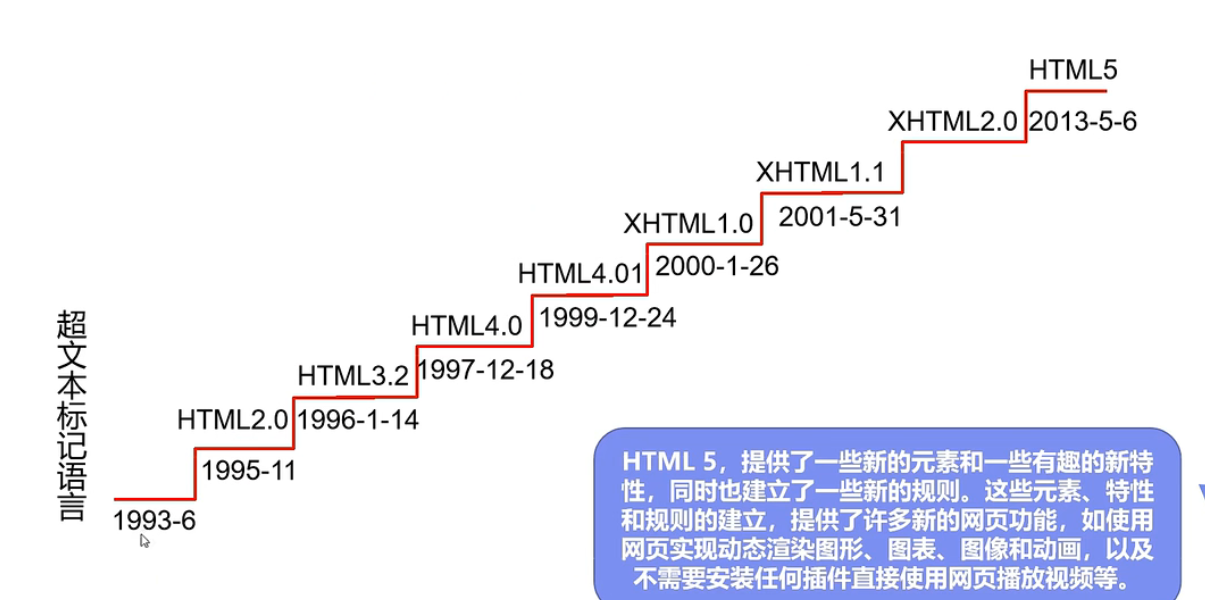 HTML5
XHTML2.0
2013-5-6
XHTML1.1
2001-5-31
XHTML1.0
2000-1-26
HTML4.01
1999-12-24
HTML4.0
1997-12-18
HTML3.2
1996-1-14
HTML2.0
1995-11
1993-6
超文本标记语言
HTML 5，提供了一些新的元素和一些有趣的新特
性，同时也建立了一些新的规则。这些元素、特性
和规则的建立，提供了许多新的网页功能，如使用
网页实现动态渲染图形、图表、图像和动画，以及
不需要安装任何插件直接使用网页播放视频等。